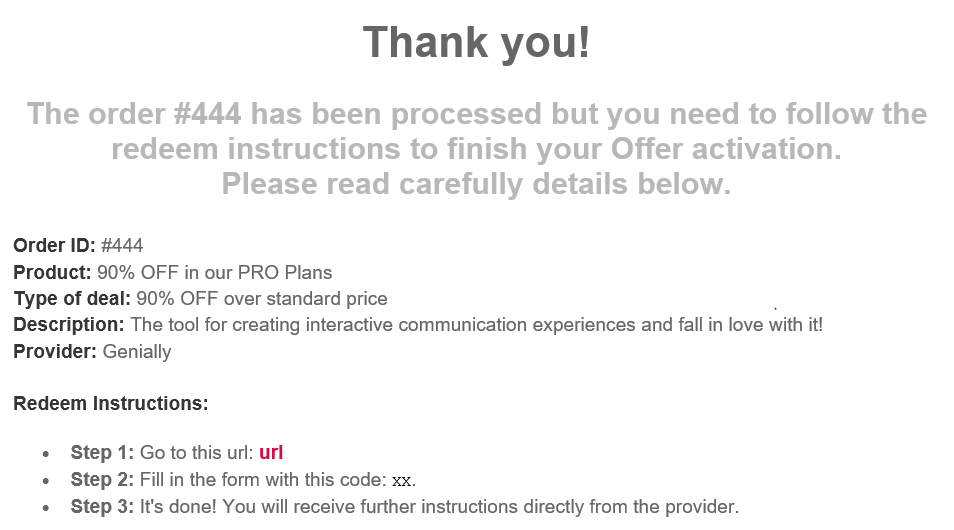 Thank you!
The order #444 has been processed but you need to follow the
redeem instructions to finish your Offer activation.
Please read carefully details below.
Order ID: #444
Product: 90% OFF in our PRO Plans
Type of deal: 90% OFF over standard price
Description: The tool for creating interactive communication experiences and fall in love with it!
Provider: Genially
Redeem Instructions:
• Step 1: Go to this url: url
• Step 2: Fill in the form with this code: xx.
• Step 3: It's done! You will receive further instructions directly from the provider.